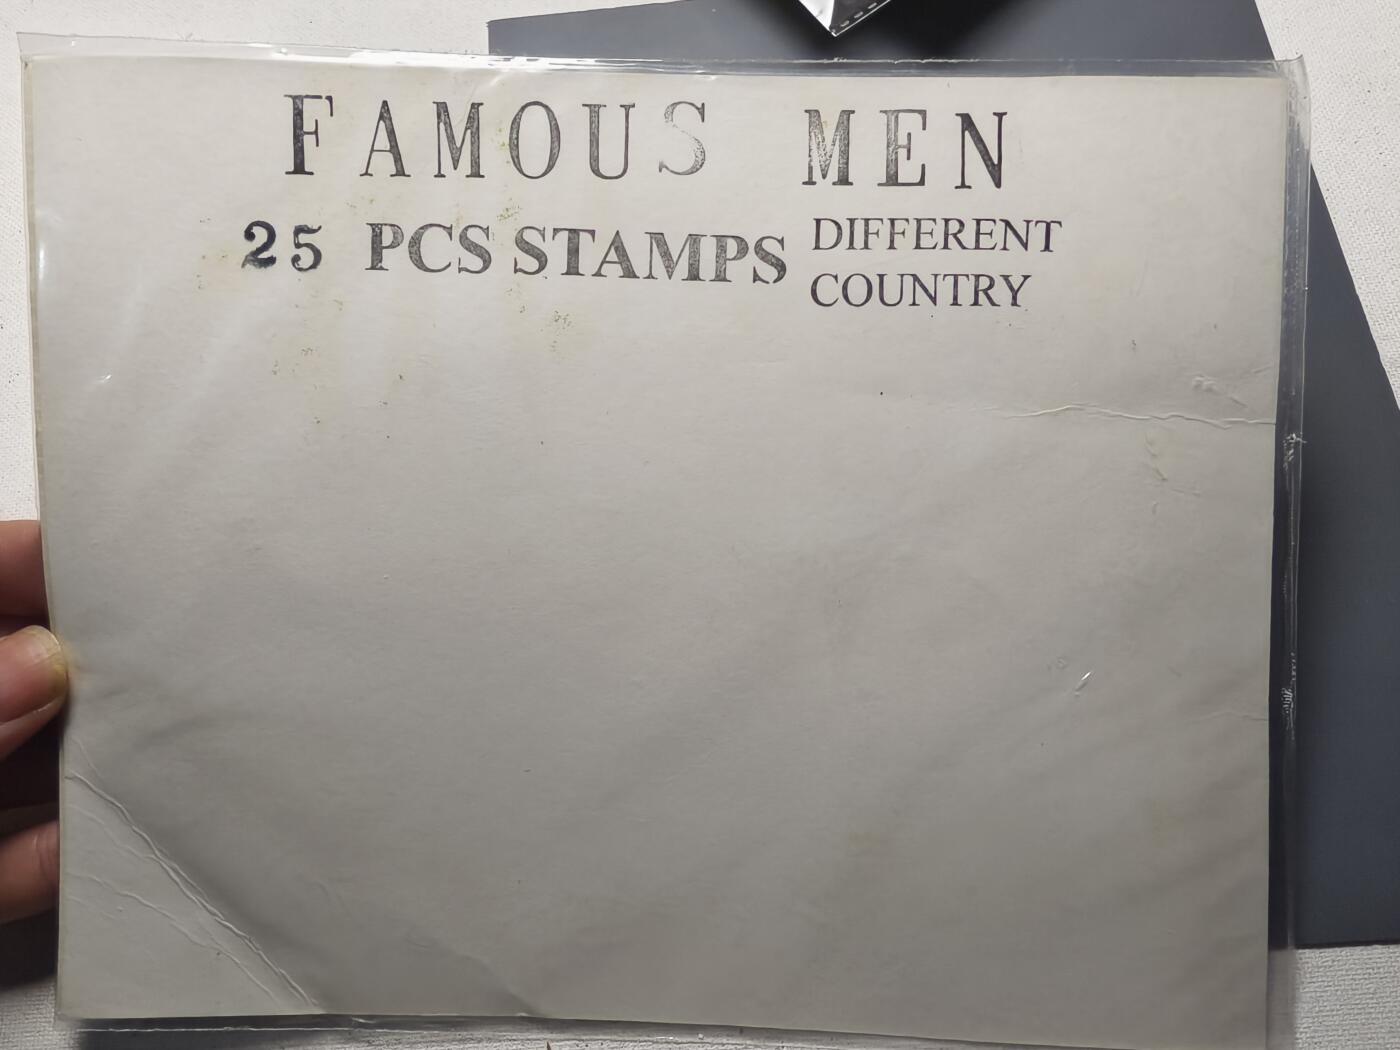 FAMOUS MEN
25 PCS STAMPS DIFFERENT
COUNTRY